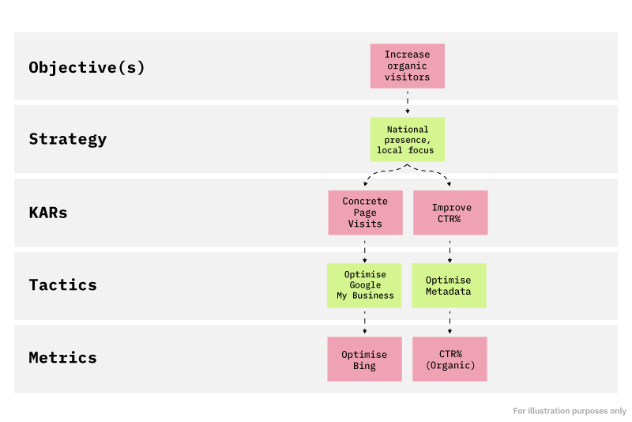 Objective(s)
Increase
organic
visitors
Strategy
National
presence,
local focus
KARs
Concrete
Page
Visits
Improve
CTR%
Tactics
Optimise
Google
My Business
Optimise
Metadata
Metrics
Optimise
Bing
CTR%
(Organic)
For illustration purposes only